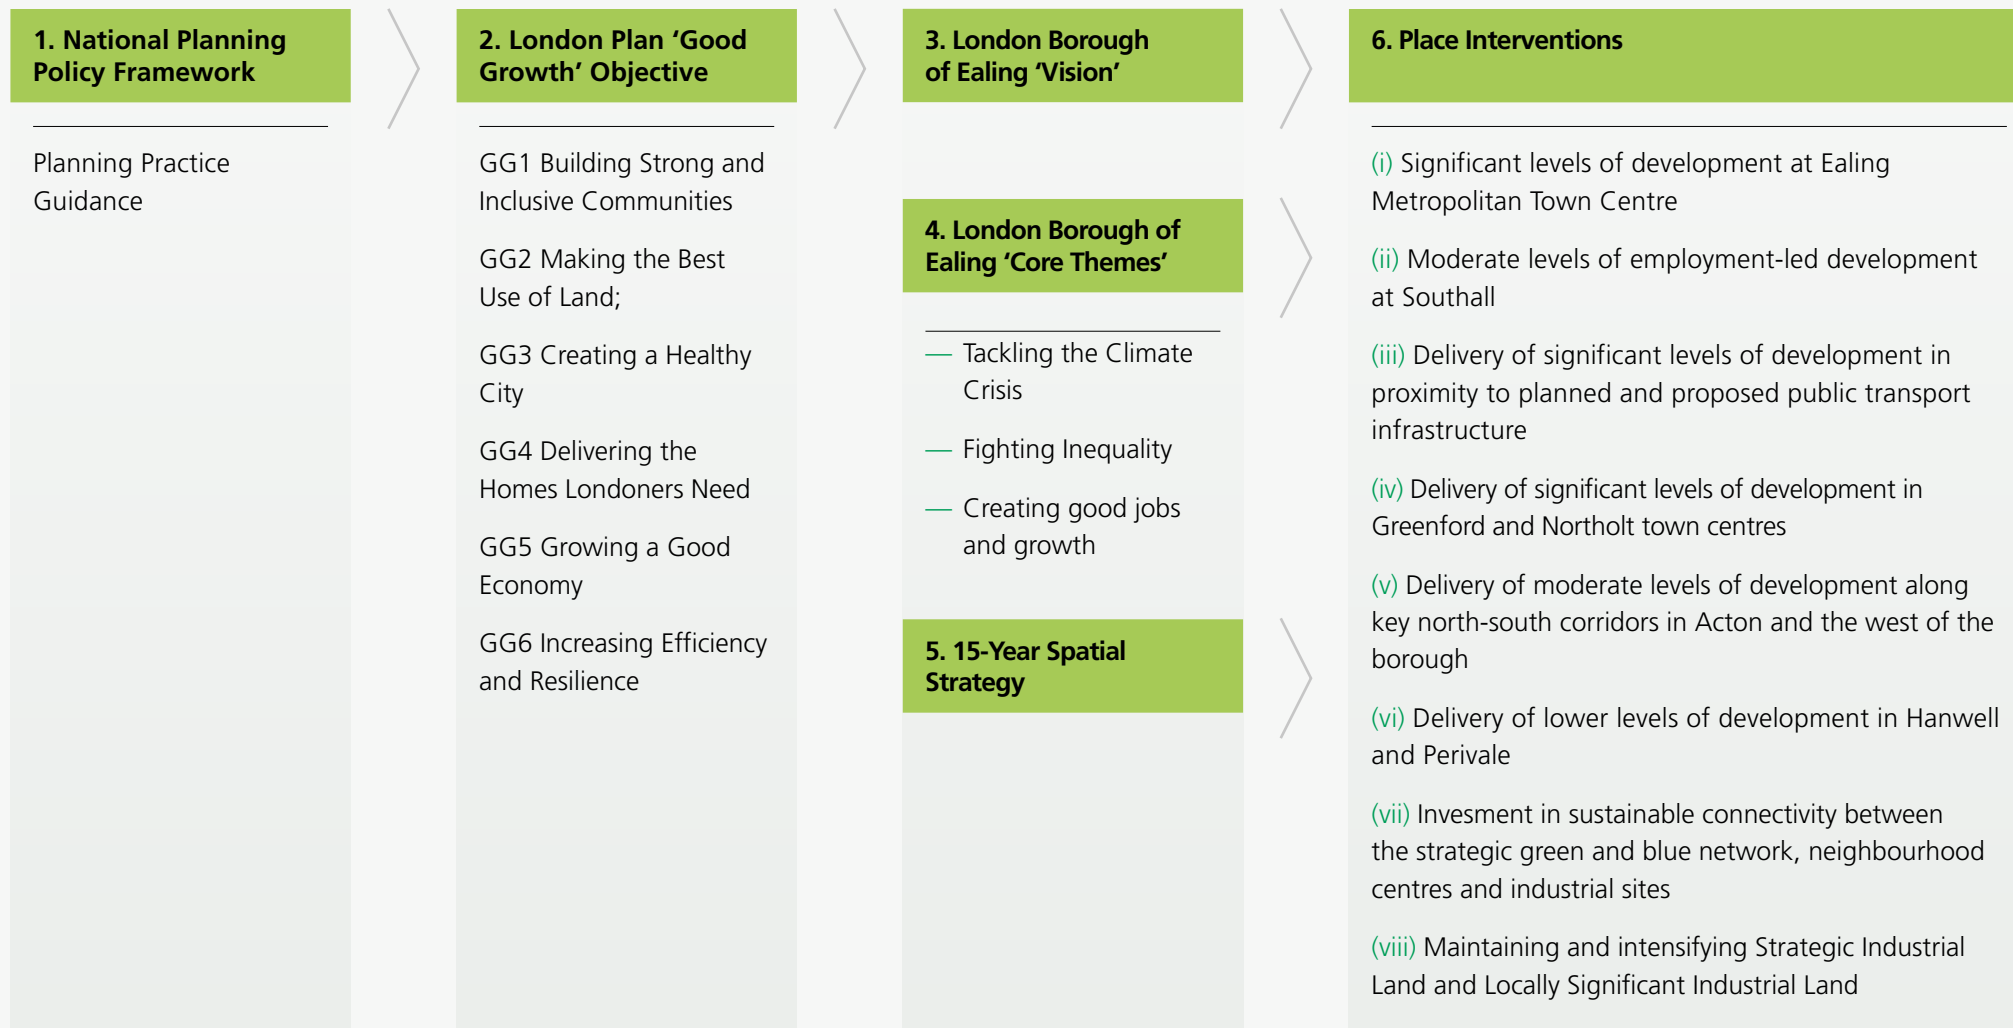 1. National Planning
Policy Framework
Planning Practice
Guidance
2. London Plan ‘Good
Growth’ Objective
GG1 Building Strong and
Inclusive Communities
GG2 Making the Best
Use of Land;
GG3 Creating a Healthy
City
GG4 Delivering the
Homes Londoners Need
GG5 Growing a Good
Economy
GG6 Increasing Efficiency
and Resilience
3. London Borough
of Ealing ‘Vision’
4. London Borough of
Ealing ‘Core Themes’
— Tackling the Climate
Crisis
— Fighting Inequality
— Creating good jobs
and growth
5. 15-Year Spatial
Strategy
6. Place Interventions
(i) Significant levels of development at Ealing
Metropolitan Town Centre
(ii) Moderate levels of employment-led development
at Southall
(iii) Delivery of significant levels of development in
proximity to planned and proposed public transport
infrastructure
(iv) Delivery of significant levels of development in
Greenford and Northolt town centres
(v) Delivery of moderate levels of development along
key north-south corridors in Acton and the west of the
borough
(vi) Delivery of lower levels of development in Hanwell
and Perivale
(vii) Invesment in sustainable connectivity between
the strategic green and blue network, neighbourhood
centres and industrial sites
(viii) Maintaining and intensifying Strategic Industrial
Land and Locally Significant Industrial Land